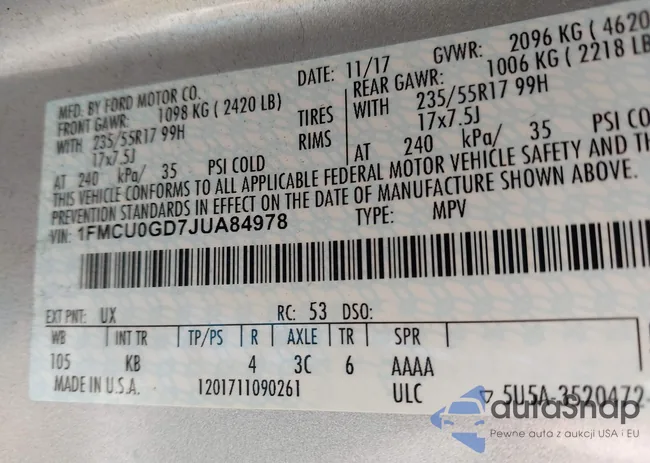 MFD. BY FORD MOTOR CO.
DATE: 11/17 GVWR: 2096 KG ( 4620
FRONT GAWR: 1098 KG ( 2420 LB) REAR GAWR: 1006 KG ( 2218 LB
WITH 235/55R17 99H TIRES WITH 235/55R17 99H
17x7.5J RIMS 17x7.5J
AT 240 kPa/ 35 PSI COLD AT 240 kPa/ 35 PSI CO
THIS VEHICLE CONFORMS TO ALL APPLICABLE FEDERAL MOTOR VEHICLE SAFETY AND TH
PREVENTION STANDARDS IN EFFECT ON THE DATE OF MANUFACTURE SHOWN ABOVE.
VIN: 1FMCU0GD7JUA84978 TYPE: MPV
EXT PNT: UX RC: 53 DSO:
WB INT TR TP/PS R AXLE TR SPR
105 KB 4 3C 6 AAAA
MADE IN U.S.A. 1201711090261 ULC 5U5A-3520472-
autoSnap
Pewne auta z aukcji USA i EU